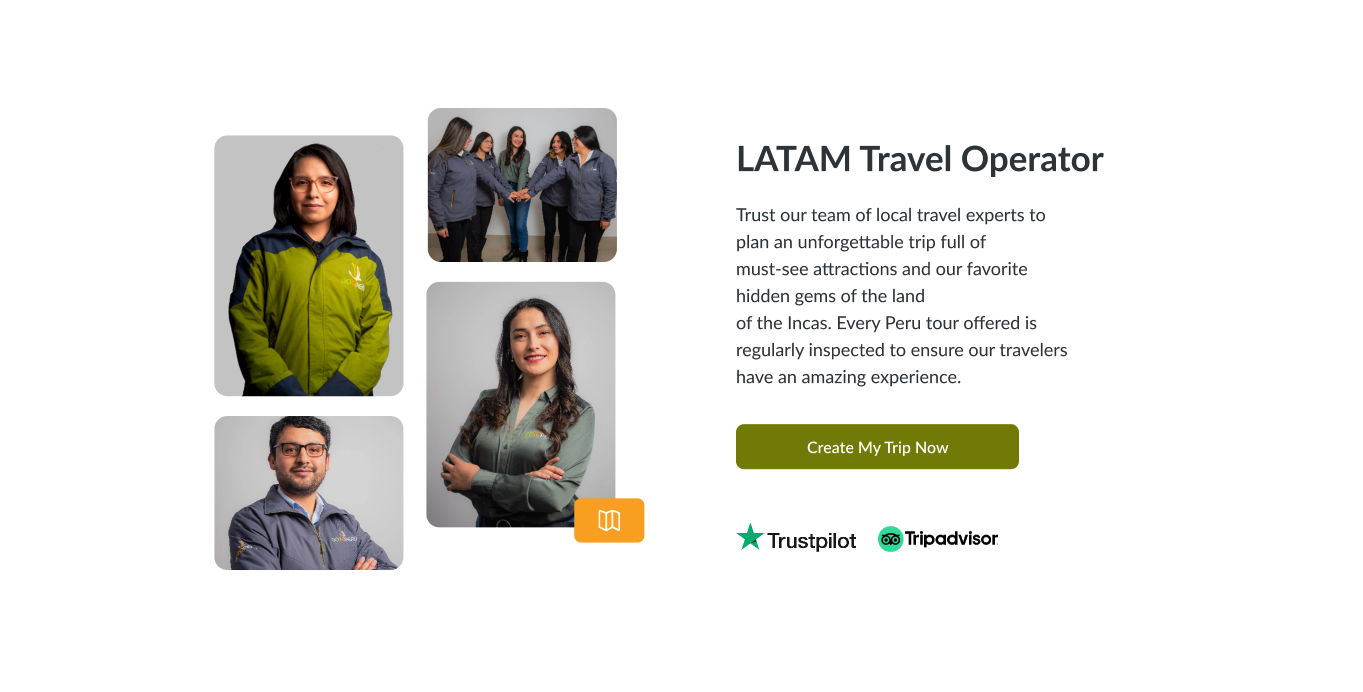 LATAM Travel Operator
Trust our team of local travel experts to
plan an unforgettable trip full of
must-see attractions and our favorite
hidden gems of the land
of the Incas. Every Peru tour offered is
regularly inspected to ensure our travelers
have an amazing experience.
Create My Trip Now
Trustpilot
Tripadvisor